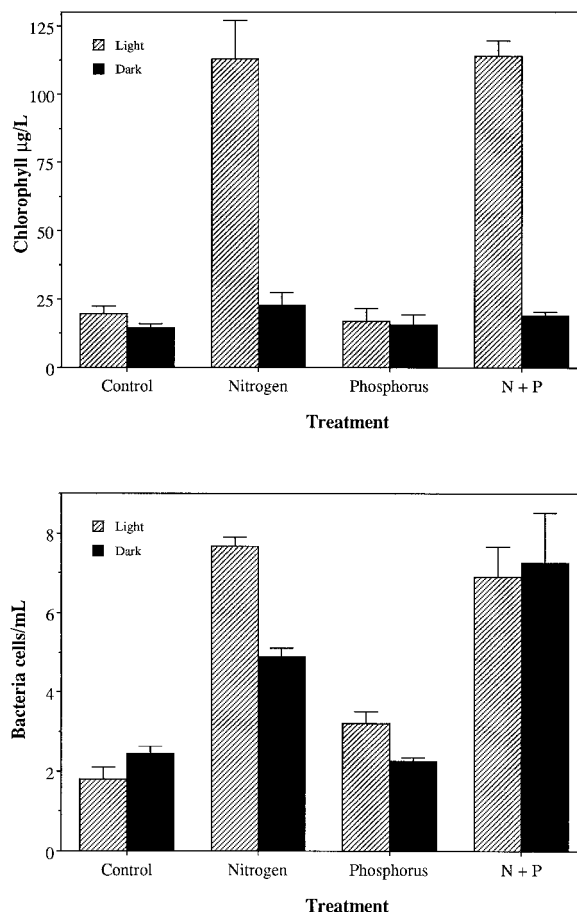 125
100
75
50
25
0
Chlorophyll µg/L
Light
Dark
Control Nitrogen Phosphorus N + P
Treatment
8
6
4
2
0
Bacteria cells/mL
Light
Dark
Control Nitrogen Phosphorus N + P
Treatment